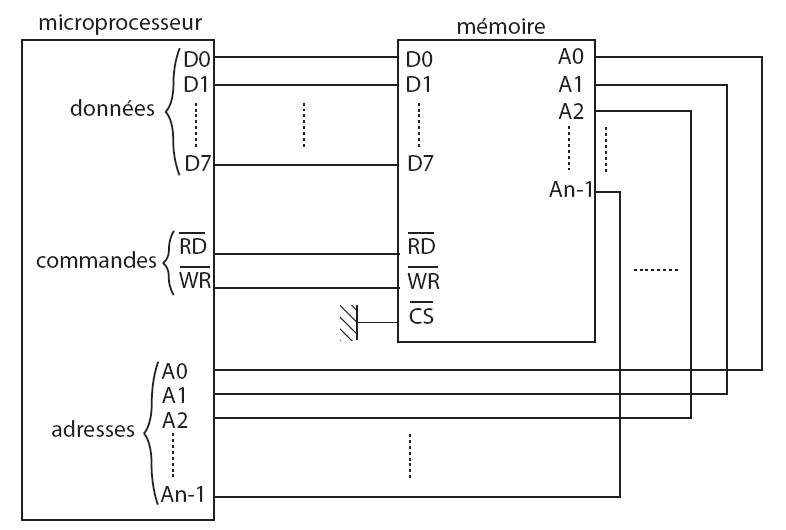 microprocesseur
données
D0
D1
D7
commandes
RD
WR
adresses
A0
A1
A2
An-1
mémoire
D0
D1
D7
RD
WR
CS
A0
A1
A2
An-1